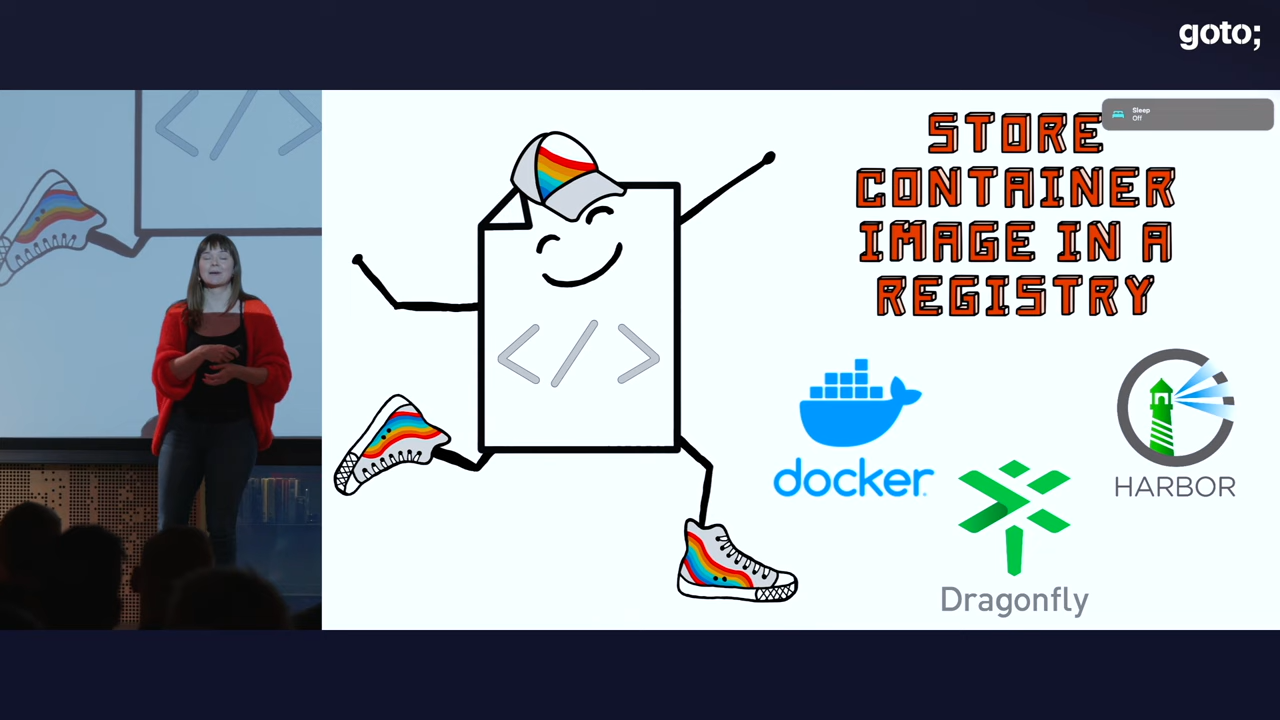 goto;
Sleep
Off
STORE
CONTAINER
IMAGE IN A
REGISTRY
</>
</>
docker
HARBOR
Dragonfly